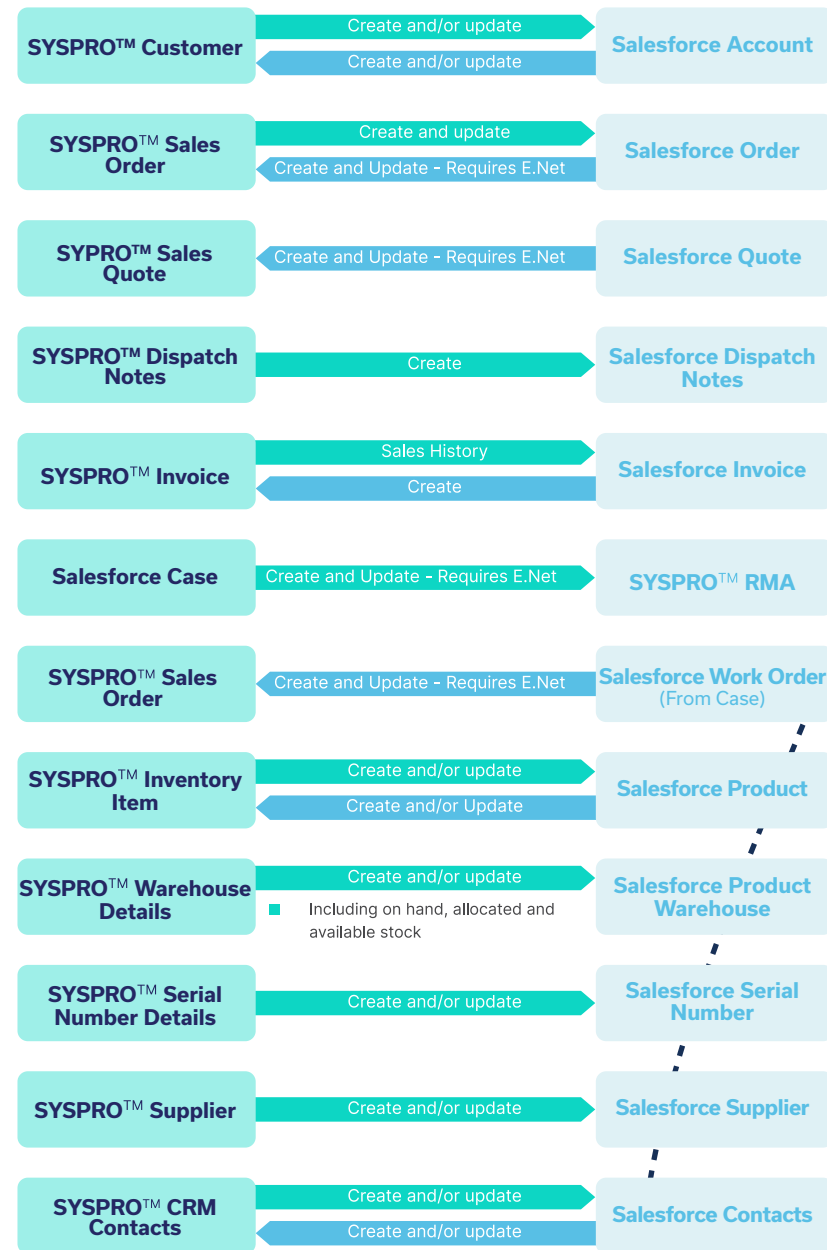 Create and/or update
SYSPRO™ Customer
Salesforce Account
Create and/or update
Create and update
SYSPRO™ Sales
Order
Salesforce Order
Create and Update - Requires E.Net
SYPRO™ Sales
Quote
Create and Update - Requires E.Net
Salesforce Quote
SYSPRO™ Dispatch
Notes
Create
Salesforce Dispatch
Notes
Sales History
SYSPRO™ Invoice
Salesforce Invoice
Create
Salesforce Case
Create and Update - Requires E.Net
SYSPRO™ RMA
SYSPRO™ Sales
Order
Create and Update - Requires E.Net
Salesforce Work Order
(From Case)
Create and/or update
SYSPRO™ Inventory
Item
Salesforce Product
Create and/or Update
Create and/or update
SYSPRO™ Warehouse
Details
Including on hand, allocated and
available stock
Salesforce Product
Warehouse
SYSPRO™ Serial
Number Details
Create and/or update
Salesforce Serial
Number
SYSPRO™ Supplier
Create and/or update
Salesforce Supplier
Create and/or update
SYSPRO™ CRM
Contacts
Salesforce Contacts
Create and/or update